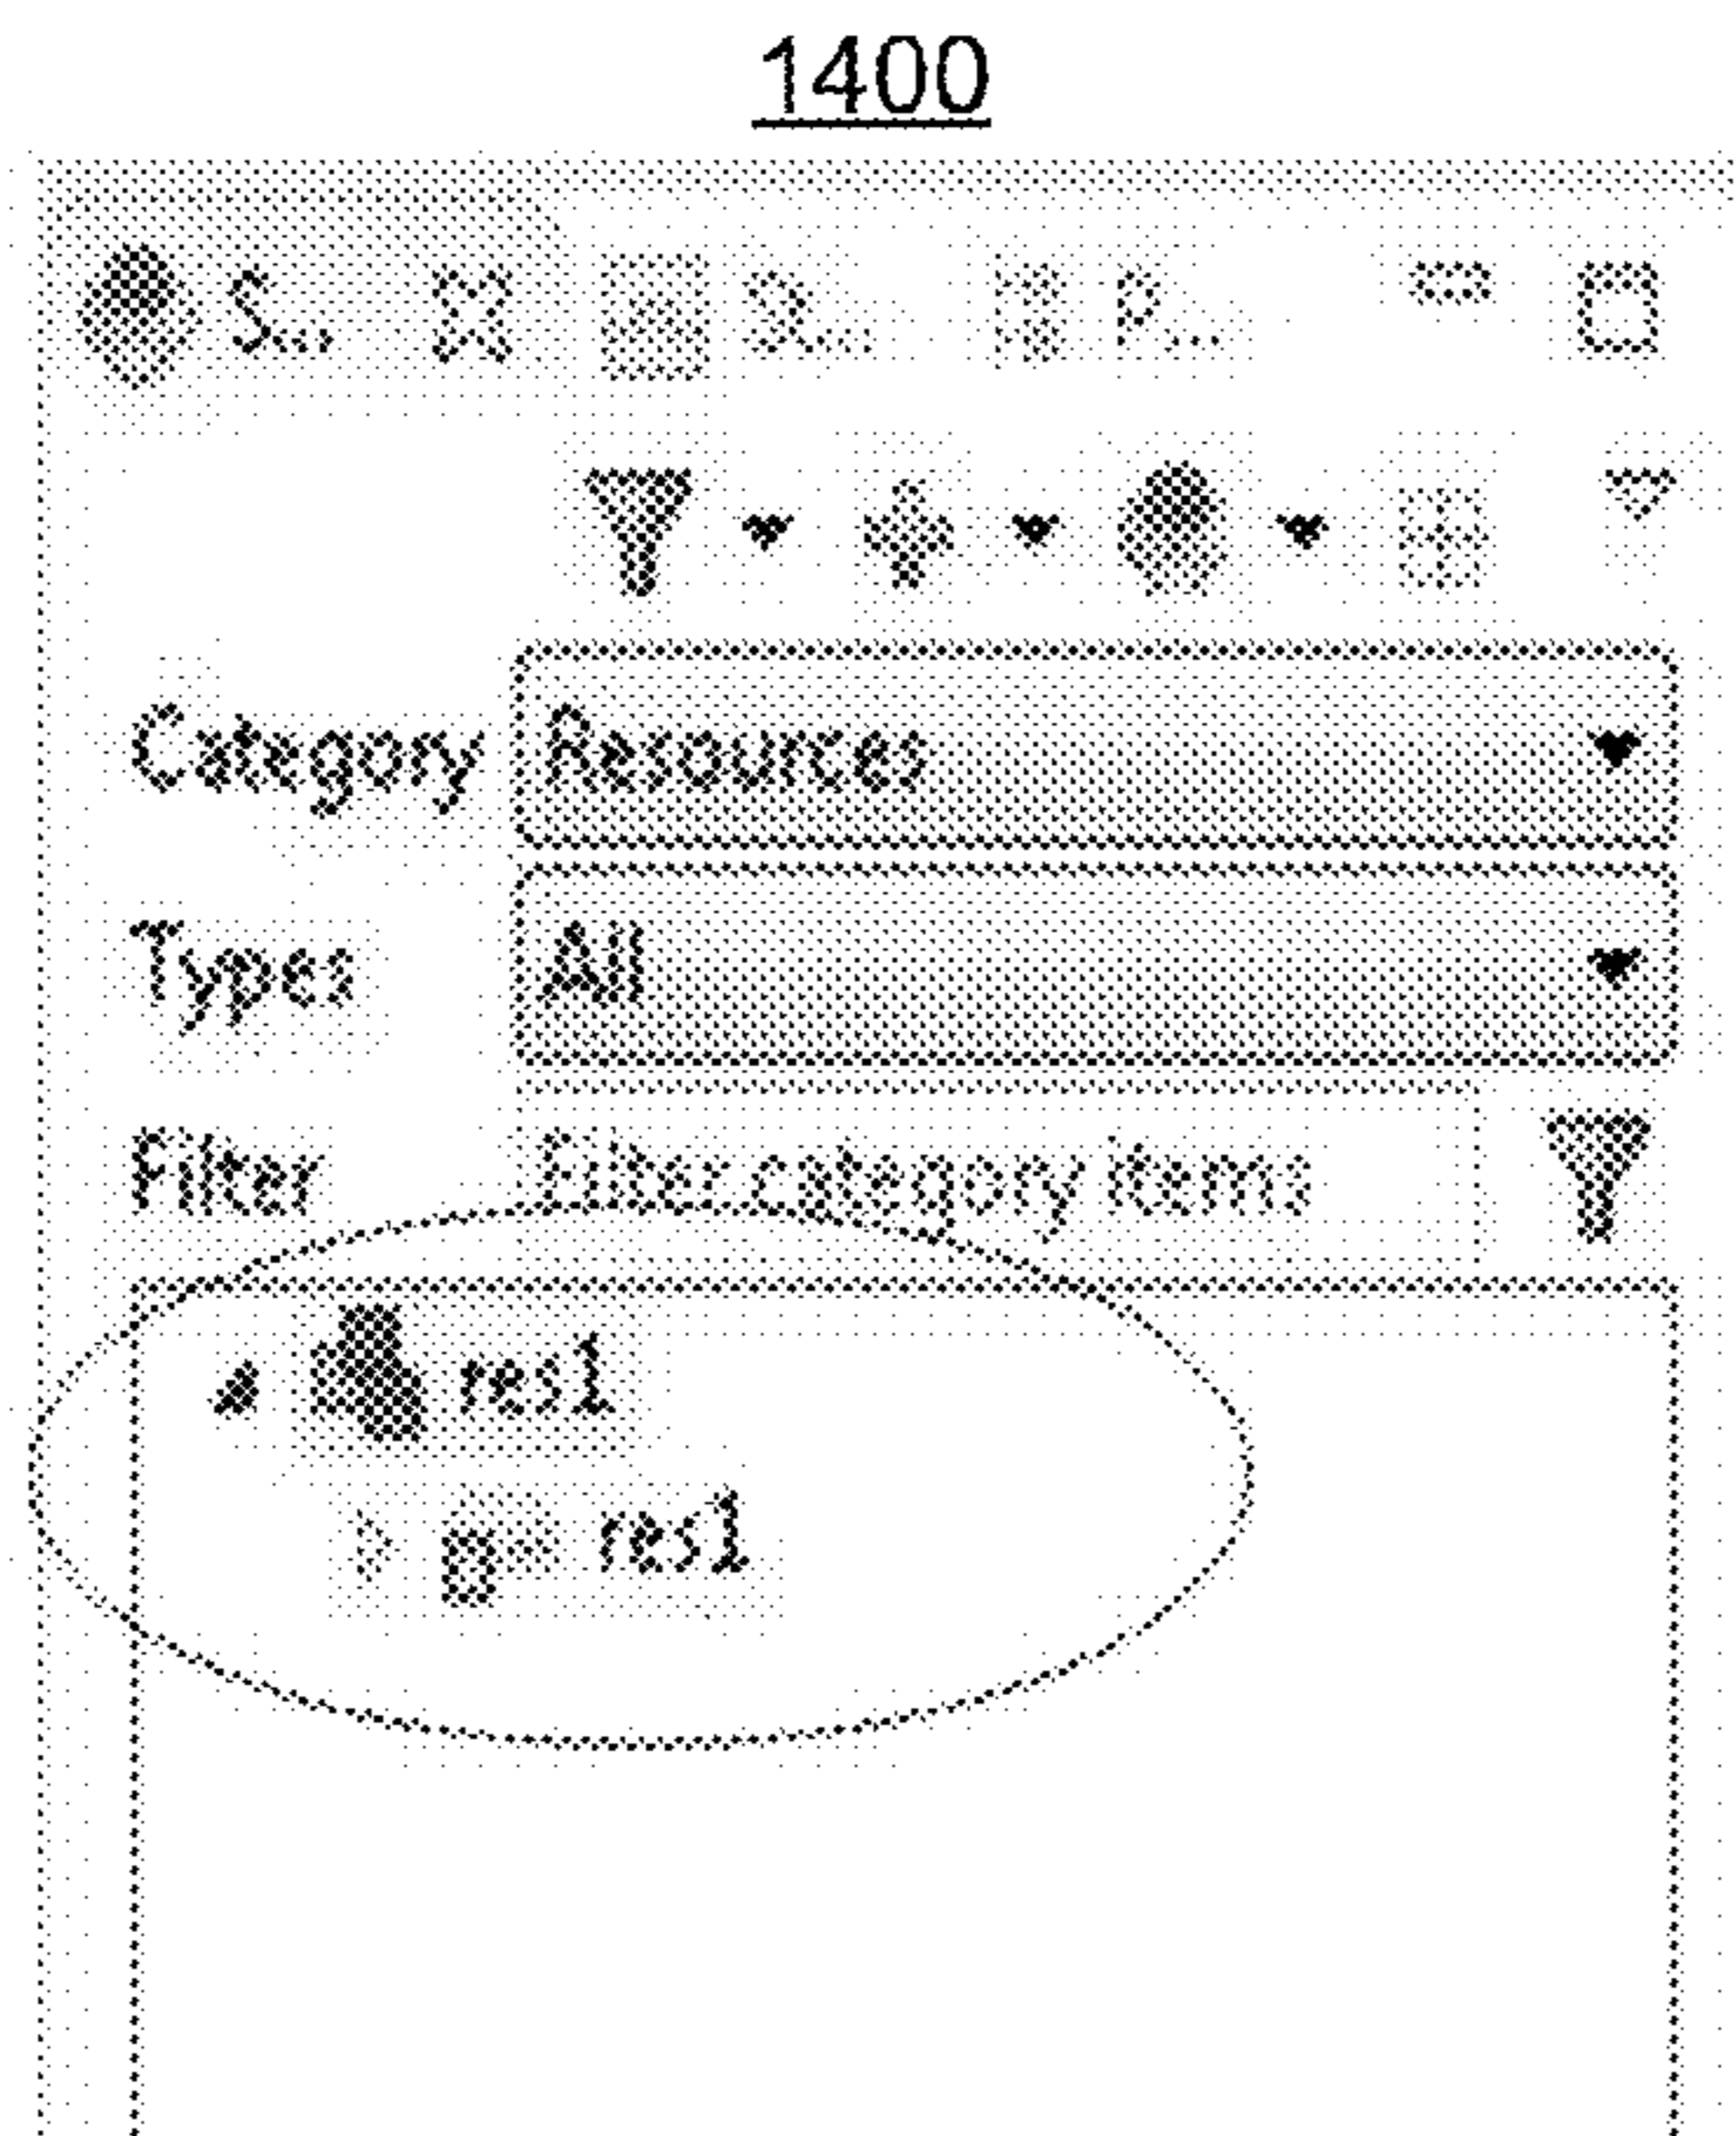 1400
S... P...
Category Resources
Types All
Filter Filter category items
res1
res1